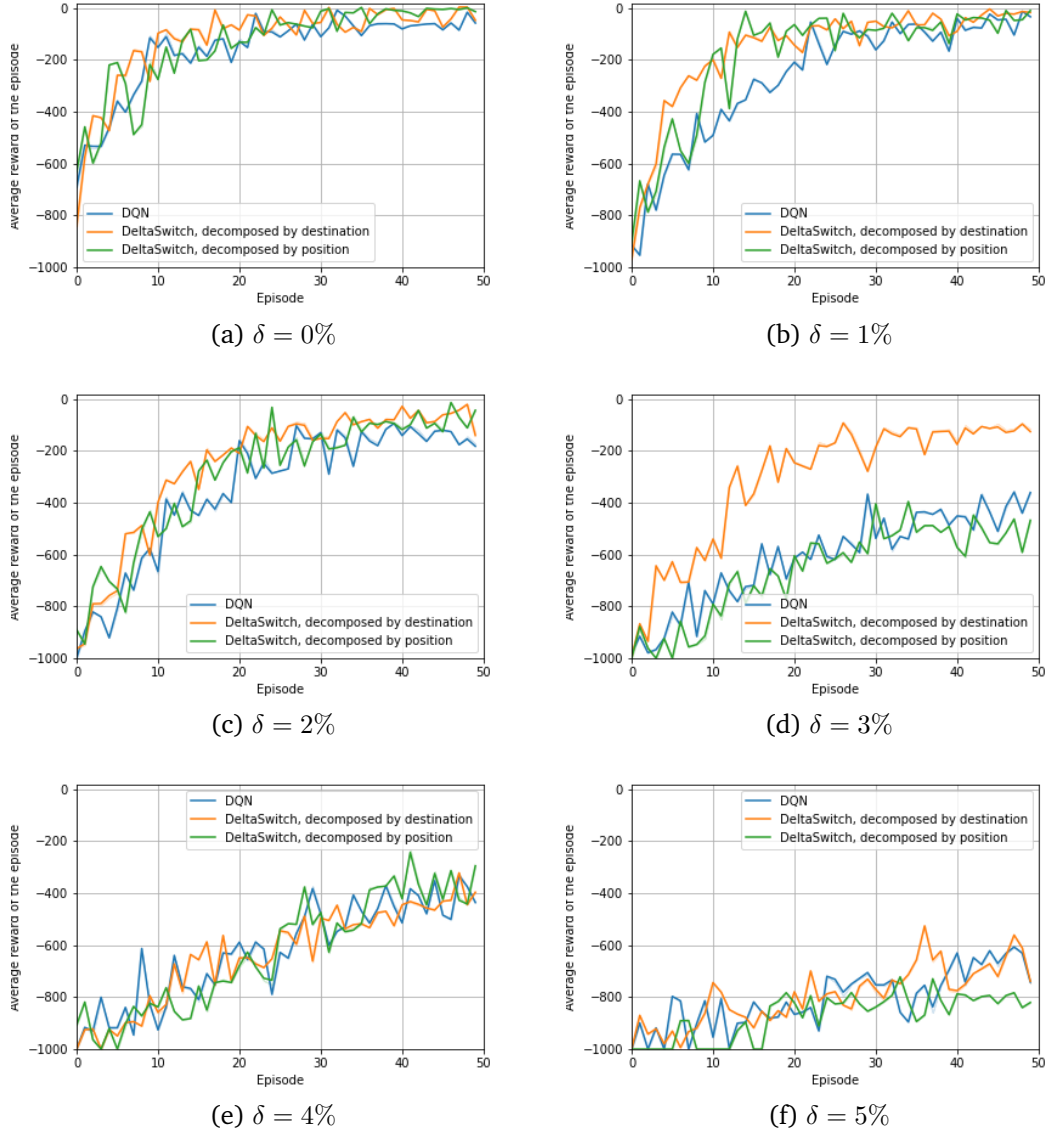 Average reward of the episode
0
−200
−400
−600
−800
−1000
DQN
DeltaSwitch, decomposed by destination
DeltaSwitch, decomposed by position
0 10 20 30 40 50
Episode
(a) δ = 0%
Average reward of the episode
0
−200
−400
−600
−800
−1000
DQN
DeltaSwitch, decomposed by destination
DeltaSwitch, decomposed by position
0 10 20 30 40 50
Episode
(b) δ = 1%
Average reward of the episode
0
−200
−400
−600
−800
−1000
DQN
DeltaSwitch, decomposed by destination
DeltaSwitch, decomposed by position
0 10 20 30 40 50
Episode
(c) δ = 2%
Average reward of the episode
0
−200
−400
−600
−800
−1000
DQN
DeltaSwitch, decomposed by destination
DeltaSwitch, decomposed by position
0 10 20 30 40 50
Episode
(d) δ = 3%
Average reward of the episode
0
−200
−400
−600
−800
−1000
DQN
DeltaSwitch, decomposed by destination
DeltaSwitch, decomposed by position
0 10 20 30 40 50
Episode
(e) δ = 4%
Average reward of the episode
0
−200
−400
−600
−800
−1000
DQN
DeltaSwitch, decomposed by destination
DeltaSwitch, decomposed by position
0 10 20 30 40 50
Episode
(f) δ = 5%